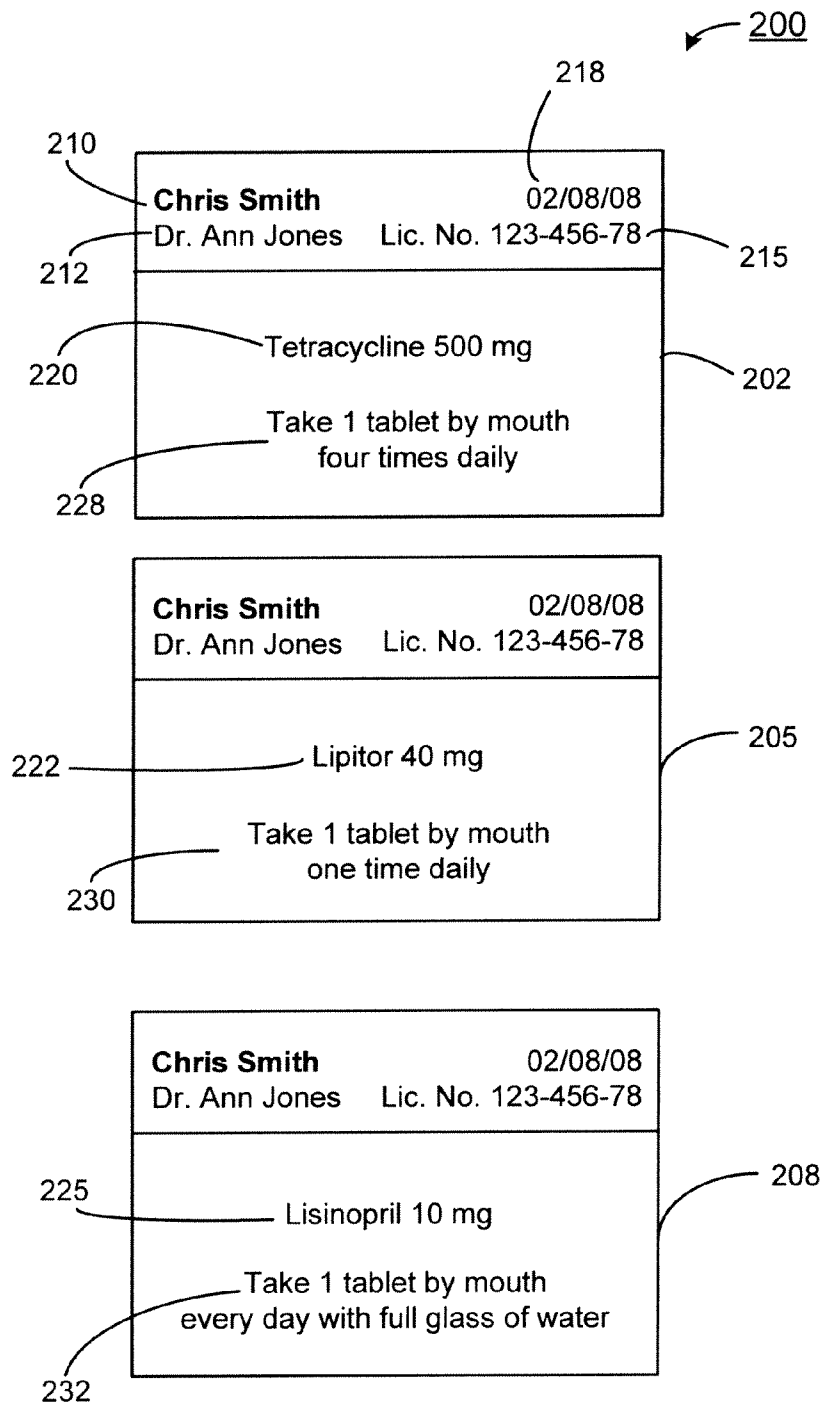 200
218
210
Chris Smith 02/08/08
Dr. Ann Jones Lic. No. 123-456-78
212
215
Tetracycline 500 mg
220
202
Take 1 tablet by mouth
four times daily
228
Chris Smith 02/08/08
Dr. Ann Jones Lic. No. 123-456-78
205
222
Lipitor 40 mg
Take 1 tablet by mouth
one time daily
230
Chris Smith 02/08/08
Dr. Ann Jones Lic. No. 123-456-78
208
225
Lisinopril 10 mg
Take 1 tablet by mouth
every day with full glass of water
232